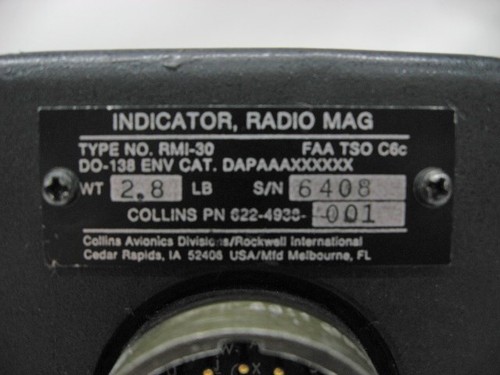 INDICATOR, RADIO MAG
TYPE NO. RMI-30 FAA TSO C6c
DO-138 ENV CAT. DAPAAAXXXXXX
WT 2.8 LB S/N 6408
COLLINS PN 622-4938-001
Collins Avionics Divisions/Rockwell International
Cedar Rapids, IA 52406 USA/Mfd Melbourne, FL
W
X